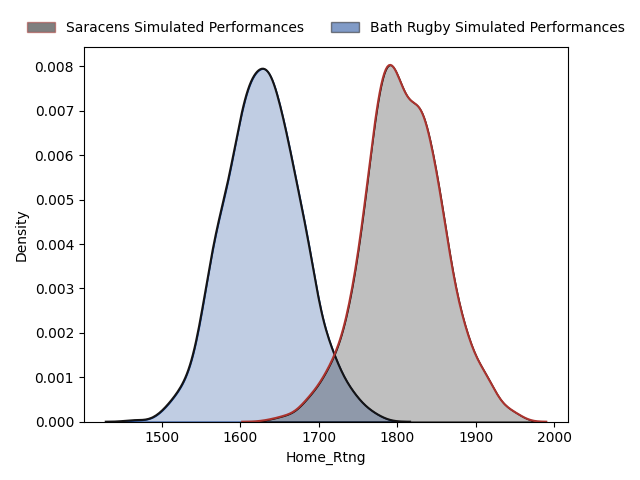 Saracens Simulated Performances
Bath Rugby Simulated Performances
0.008
0.007
0.006
0.005
0.004
0.003
0.002
0.001
0.000
Density
1500 1600 1700 1800 1900 2000
Home_Rtng